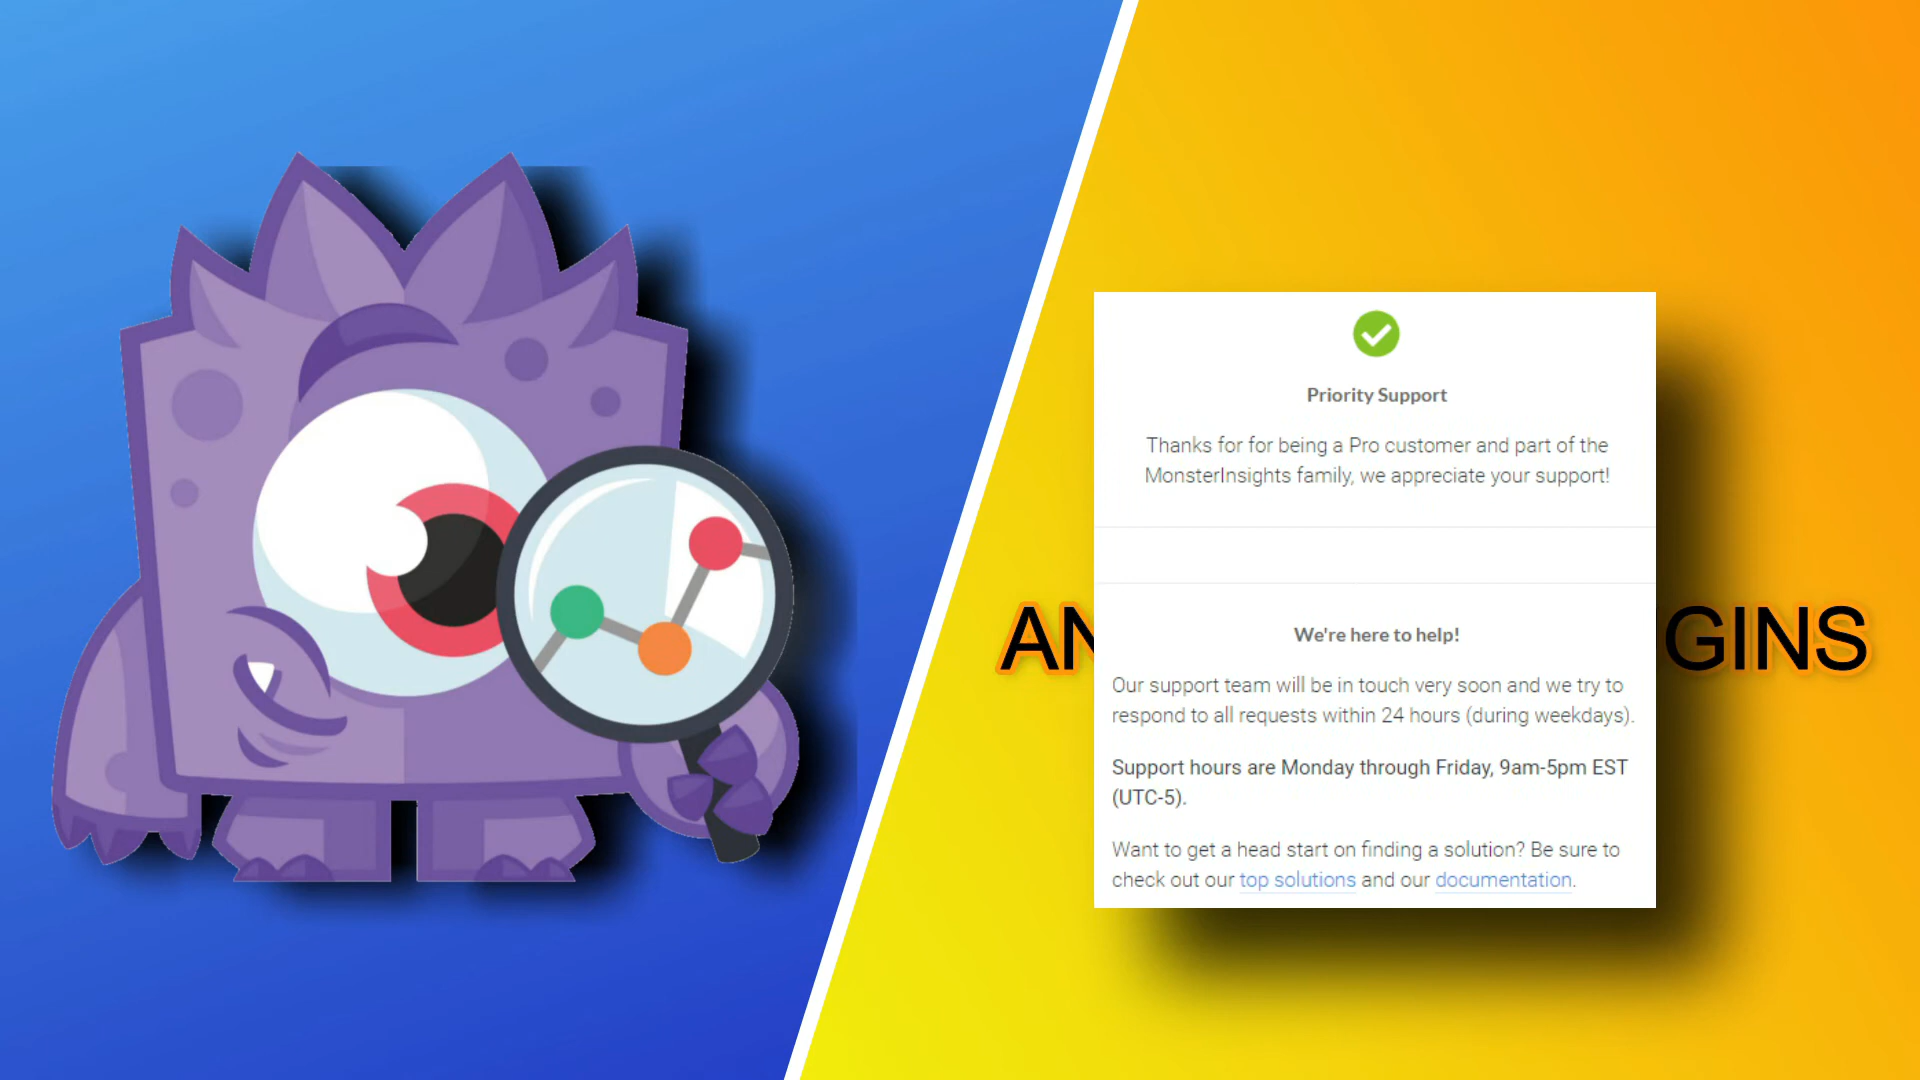 Priority Support
Thanks for for being a Pro customer and part of the
MonsterInsights family, we appreciate your support!
We're here to help!
Our support team will be in touch very soon and we try to
respond to all requests within 24 hours (during weekdays).
Support hours are Monday through Friday, 9am-5pm EST
(UTC-5).
Want to get a head start on finding a solution? Be sure to
check out our top solutions and our documentation.